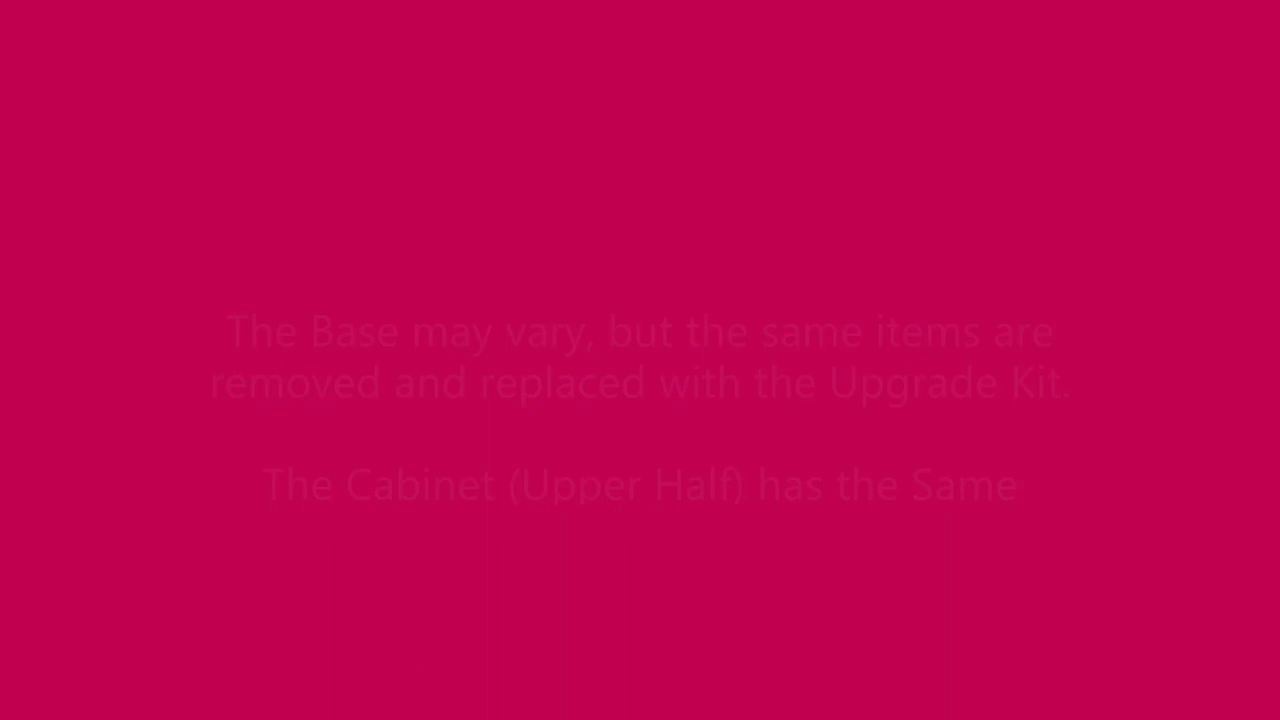 The Base may vary, but the same items are
removed and replaced with the Upgrade Kit.
The Cabinet (Upper Half) has the Same